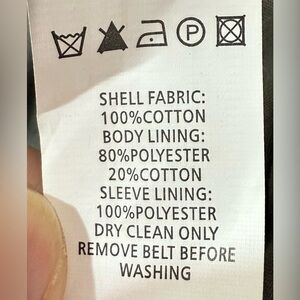 P
SHELL FABRIC:
100%COTTON
BODY LINING:
80%POLYESTER
20%COTTON
SLEEVE LINING:
100%POLYESTER
DRY CLEAN ONLY
REMOVE BELT BEFORE
WASHING